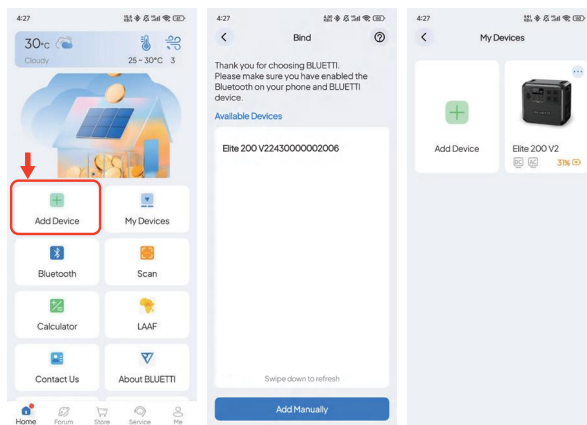 4:27
30°C
Cloudy
25 ~ 30°C 3
Add Device
My Devices
Bluetooth
Scan
Calculator
LAAF
Contact Us
About BLUETTI
Home
Forum
Store
Service
Me
4:27
Bind
Thank you for choosing BLUETTI.
Please make sure you have enabled the
Bluetooth on your phone and BLUETTI
device.
Available Devices
Elite 200 V22430000002006
Swipe down to refresh
Add Manually
4:27
My Devices
Add Device
Elite 200 V2
DC AC 31%